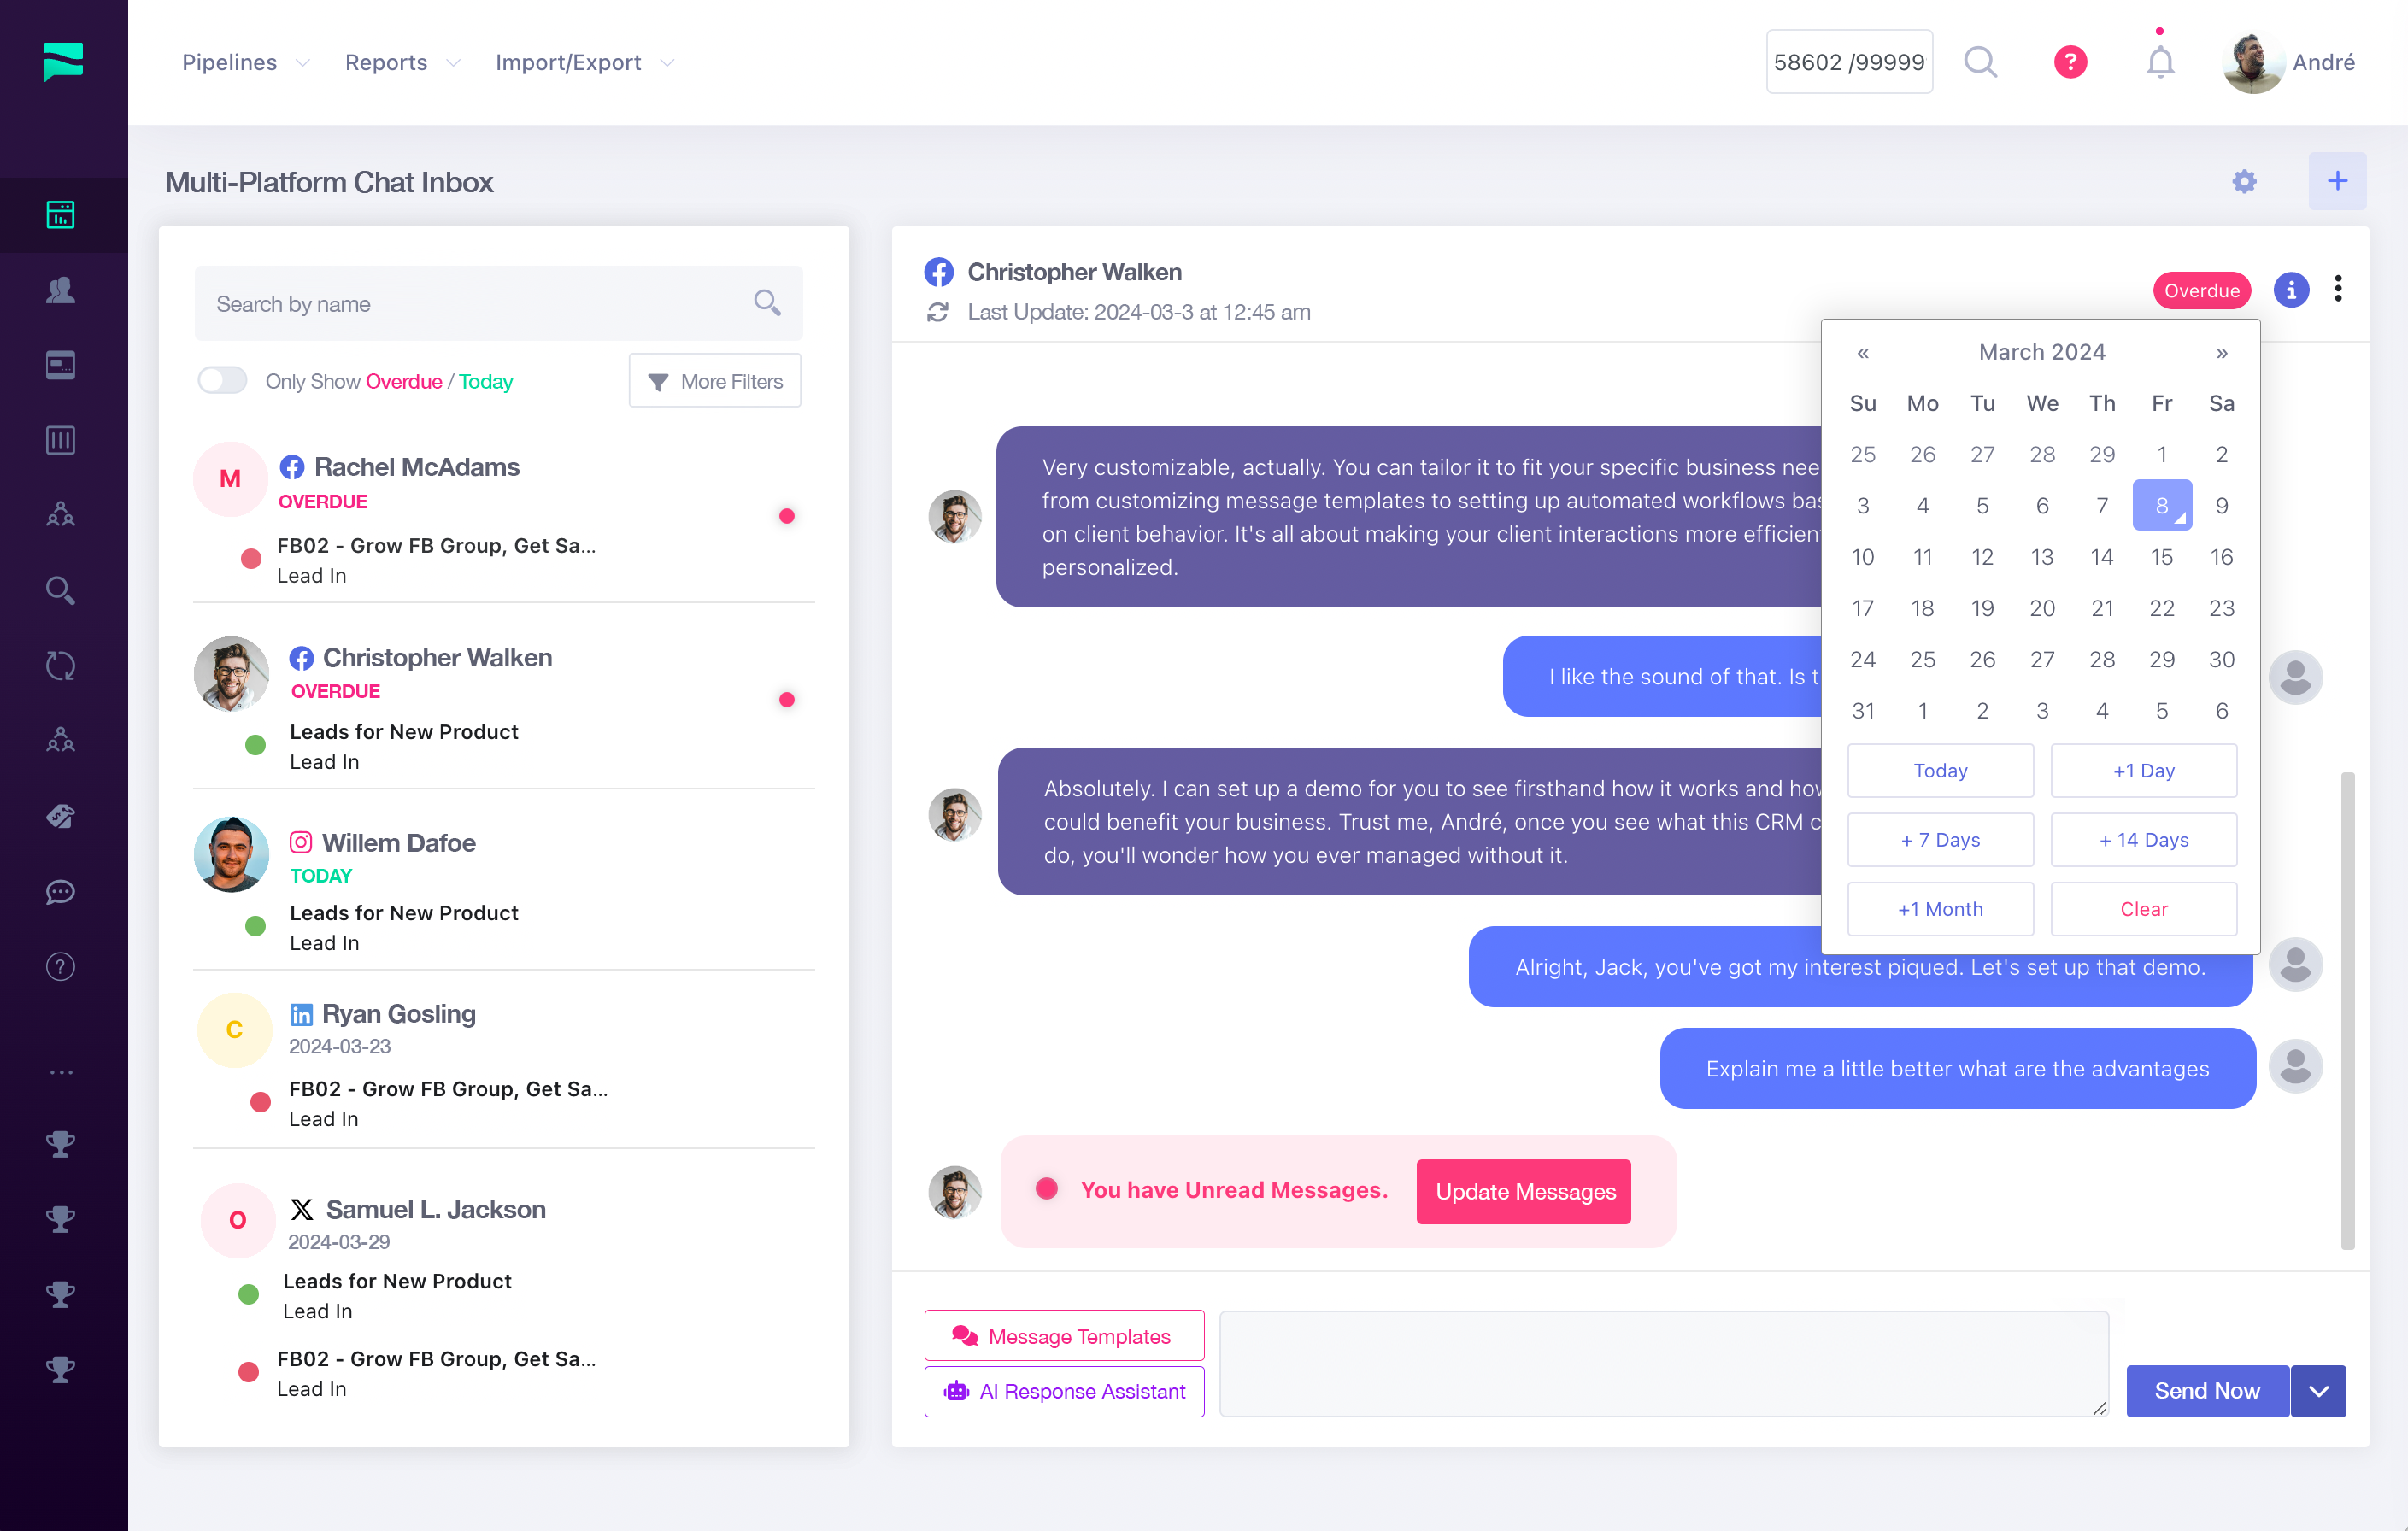 Pipelines
Reports
Import/Export
58602 /99999
?
André
Multi-Platform Chat Inbox
Search by name
Only Show Overdue / Today
More Filters
M
Rachel McAdams
OVERDUE
FB02 - Grow FB Group, Get Sa...
Lead In
Christopher Walken
OVERDUE
Leads for New Product
Lead In
Willem Dafoe
TODAY
Leads for New Product
Lead In
C
in Ryan Gosling
2024-03-23
FB02 - Grow FB Group, Get Sa...
Lead In
O
Samuel L. Jackson
2024-03-29
Leads for New Product
Lead In
FB02 - Grow FB Group, Get Sa...
Lead In
Christopher Walken
Last Update: 2024-03-3 at 12:45 am
Overdue
Very customizable, actually. You can tailor it to fit your specific business nee
from customizing message templates to setting up automated workflows bas
on client behavior. It's all about making your client interactions more efficien
personalized.
I like the sound of that. Is t
Absolutely. I can set up a demo for you to see firsthand how it works and how
could benefit your business. Trust me, André, once you see what this CRM c
do, you'll wonder how you ever managed without it.
Alright, Jack, you've got my interest piqued. Let's set up that demo.
Explain me a little better what are the advantages
You have Unread Messages.
Update Messages
« March 2024 »
Su Mo Tu We Th Fr Sa
25 26 27 28 29 1 2
3 4 5 6 7 8 9
10 11 12 13 14 15 16
17 18 19 20 21 22 23
24 25 26 27 28 29 30
31 1 2 3 4 5 6
Today
+1 Day
+ 7 Days
+ 14 Days
+1 Month
Clear
Message Templates
AI Response Assistant
Send Now